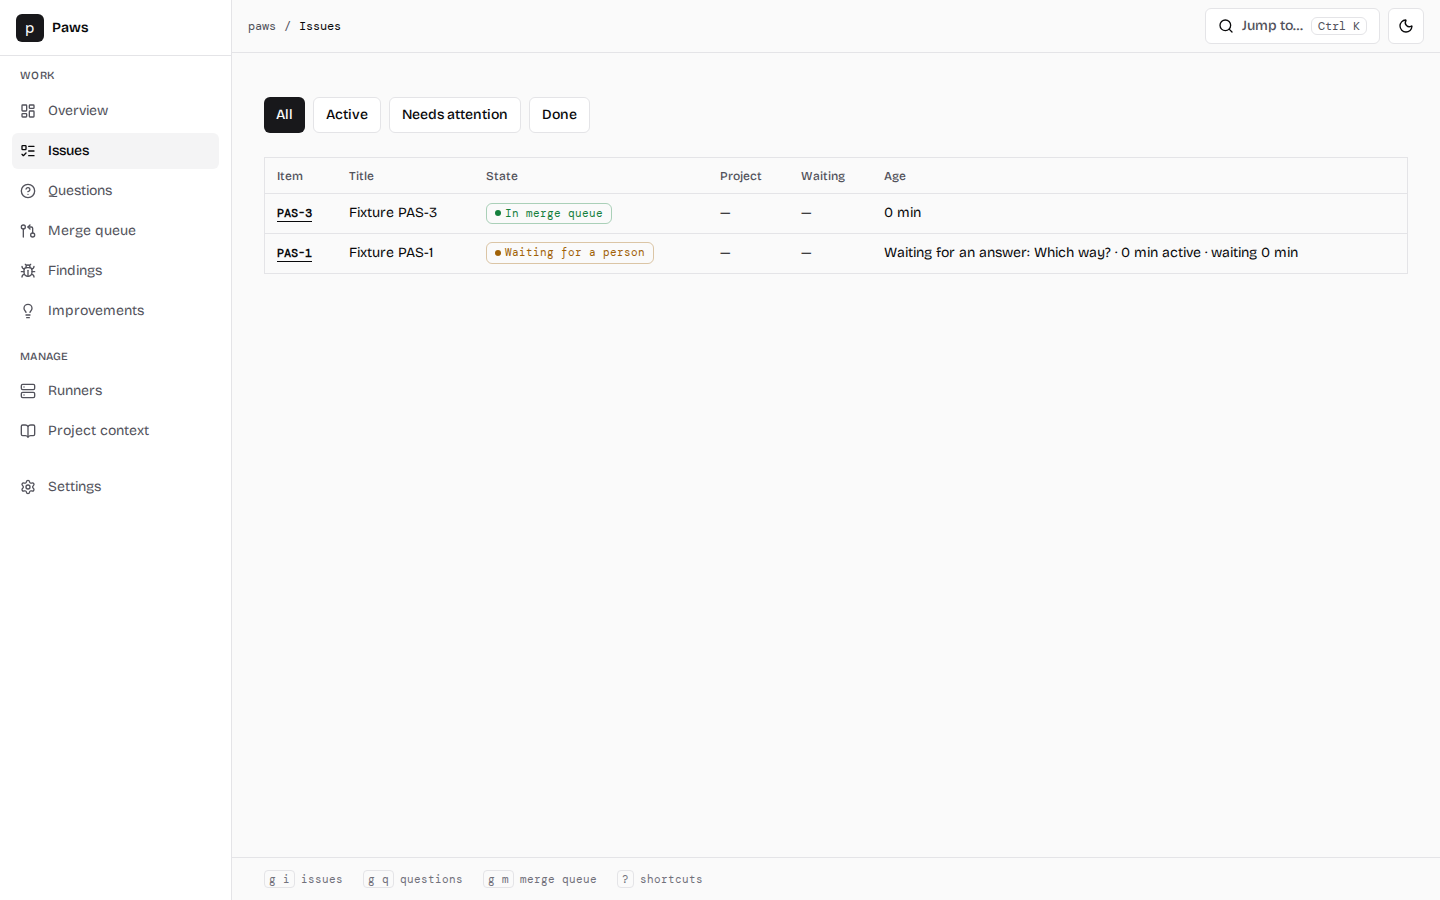 p Paws
paws / Issues
Jump to... Ctrl K
WORK
Overview
Issues
Questions
Merge queue
Findings
Improvements
MANAGE
Runners
Project context
Settings
All Active Needs attention Done
Item Title State Project Waiting Age
PAS-3 Fixture PAS-3 In merge queue — — 0 min
PAS-1 Fixture PAS-1 Waiting for a person — — Waiting for an answer: Which way? · 0 min active · waiting 0 min
g i issues g q questions g m merge queue ? shortcuts